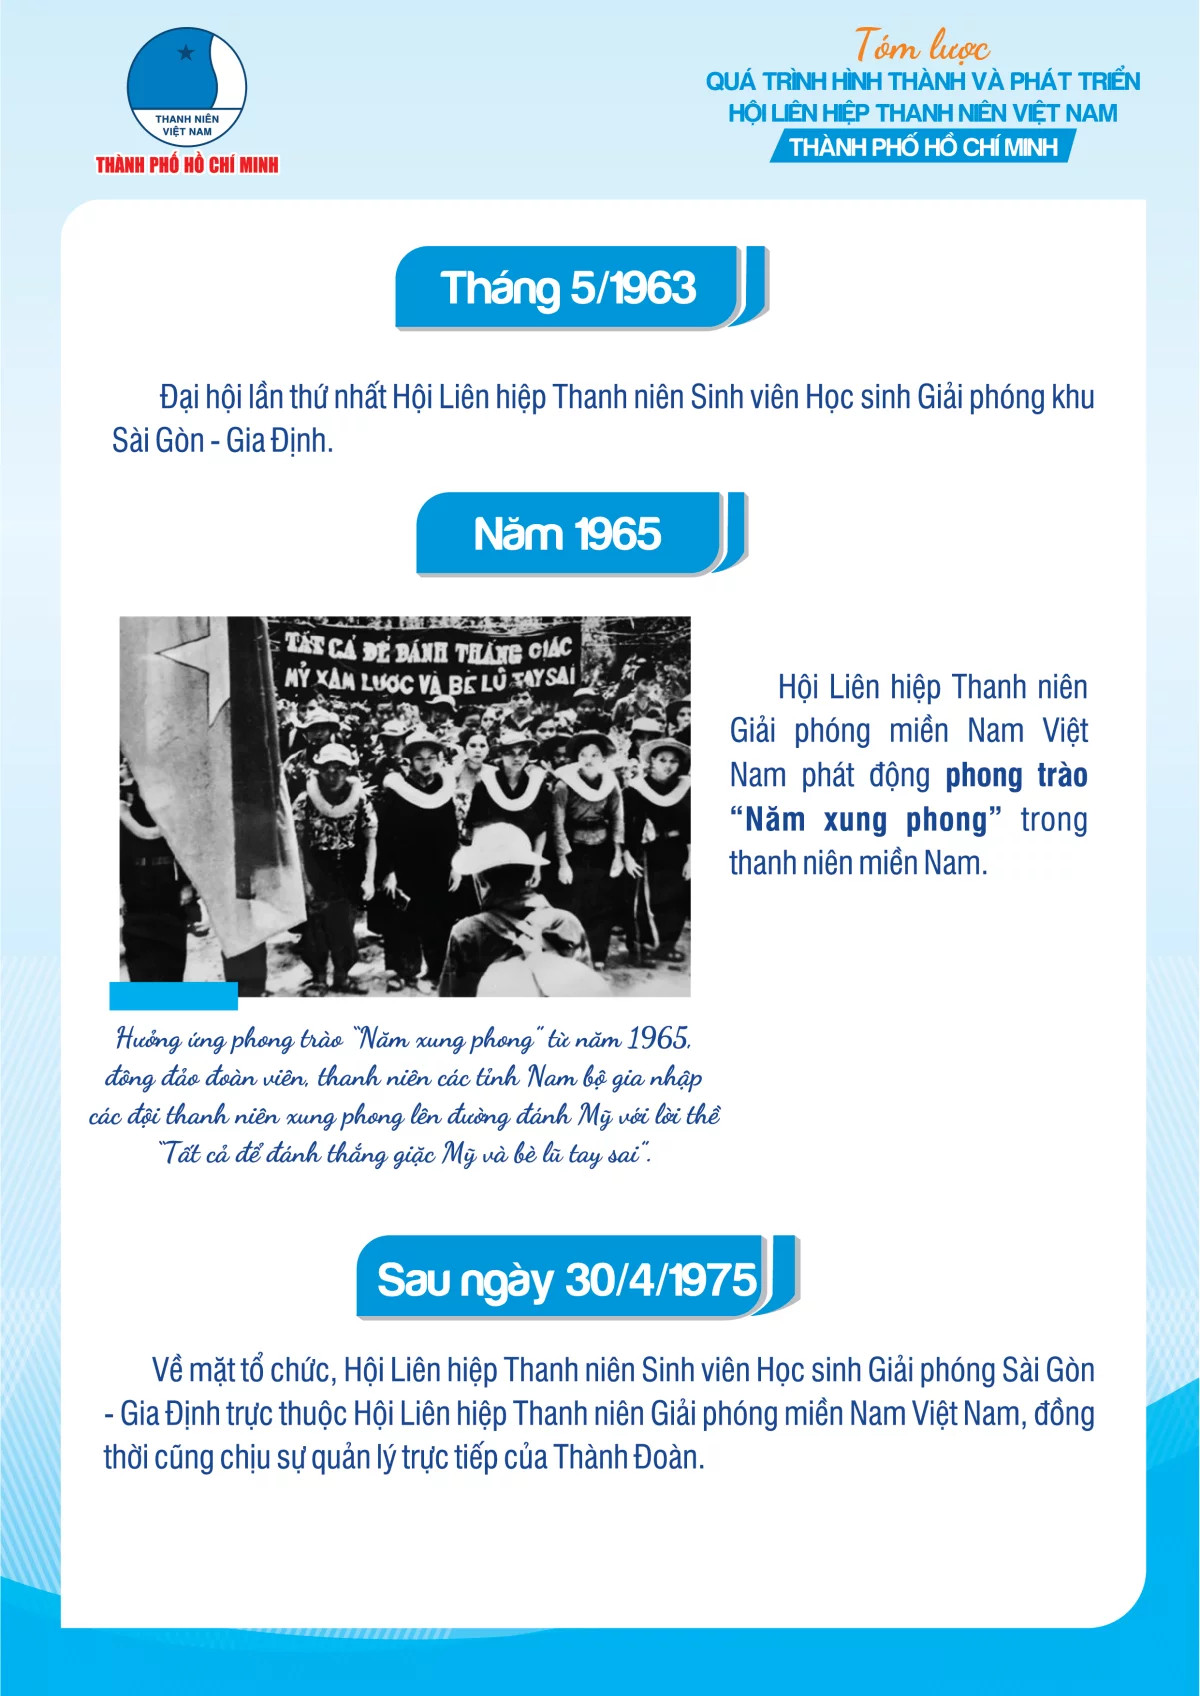 THANH NIÊN
VIỆT NAM
THÀNH PHỐ HỒ CHÍ MINH
Tóm lược
QUÁ TRÌNH HÌNH THÀNH VÀ PHÁT TRIỂN
HỘI LIÊN HIỆP THANH NIÊN VIỆT NAM
THÀNH PHỐ HỒ CHÍ MINH
Tháng 5/1963
Đại hội lần thứ nhất Hội Liên hiệp Thanh niên Sinh viên Học sinh Giải phóng khu
Sài Gòn - Gia Định.
Năm 1965
TẤT CẢ ĐỂ ĐÁNH THẮNG GIẶC
MỸ XÂM LƯỢC VÀ BÈ LŨ TAY SAI
Hội Liên hiệp Thanh niên
Giải phóng miền Nam Việt
Nam phát động phong trào
“Năm xung phong” trong
thanh niên miền Nam.
Hưởng ứng phong trào “Năm xung phong” từ năm 1965,
đông đảo đoàn viên, thanh niên các tỉnh Nam bộ gia nhập
các đội thanh niên xung phong lên đường đánh Mỹ với lời thề
“Tất cả để đánh thắng giặc Mỹ và bè lũ tay sai”.
Sau ngày 30/4/1975
Về mặt tổ chức, Hội Liên hiệp Thanh niên Sinh viên Học sinh Giải phóng Sài Gòn
- Gia Định trực thuộc Hội Liên hiệp Thanh niên Giải phóng miền Nam Việt Nam, đồng
thời cũng chịu sự quản lý trực tiếp của Thành Đoàn.